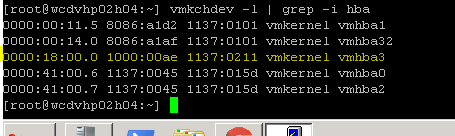 [root@wcdvhp02h04:~] vmkchdev -l | grep -i hba
0000:00:11.5 8086:a1d2 1137:0101 vmkernel vmhba1
0000:00:14.0 8086:a1af 1137:0101 vmkernel vmhba32
0000:18:00.0 1000:00ae 1137:0211 vmkernel vmhba3
0000:41:00.6 1137:0045 1137:015d vmkernel vmhba0
0000:41:00.7 1137:0045 1137:015d vmkernel vmhba2
[root@wcdvhp02h04:~]